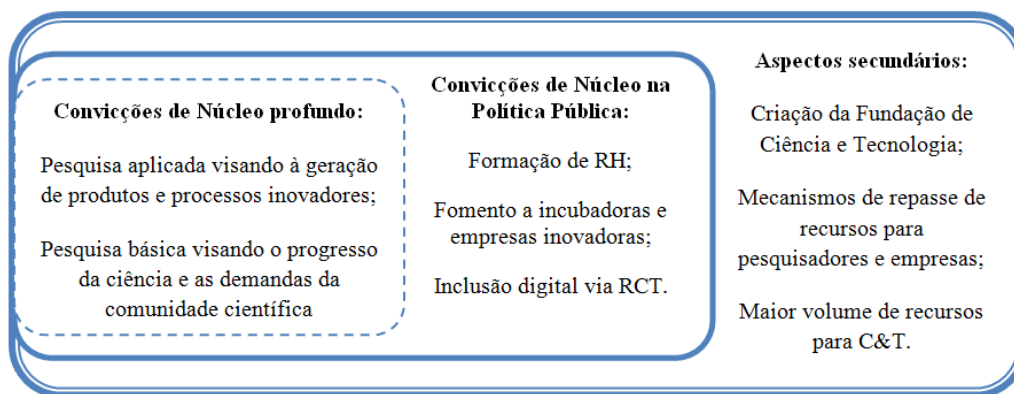 Convicções de Núcleo profundo:
Pesquisa aplicada visando à geração
de produtos e processos inovadores;
Pesquisa básica visando o progresso
da ciência e as demandas da
comunidade científica
Convicções de Núcleo na
Política Pública:
Formação de RH;
Fomento a incubadoras e
empresas inovadoras;
Inclusão digital via RCT.
Aspectos secundários:
Criação da Fundação de
Ciência e Tecnologia;
Mecanismos de repasse de
recursos para
pesquisadores e empresas;
Maior volume de recursos
para C&T.